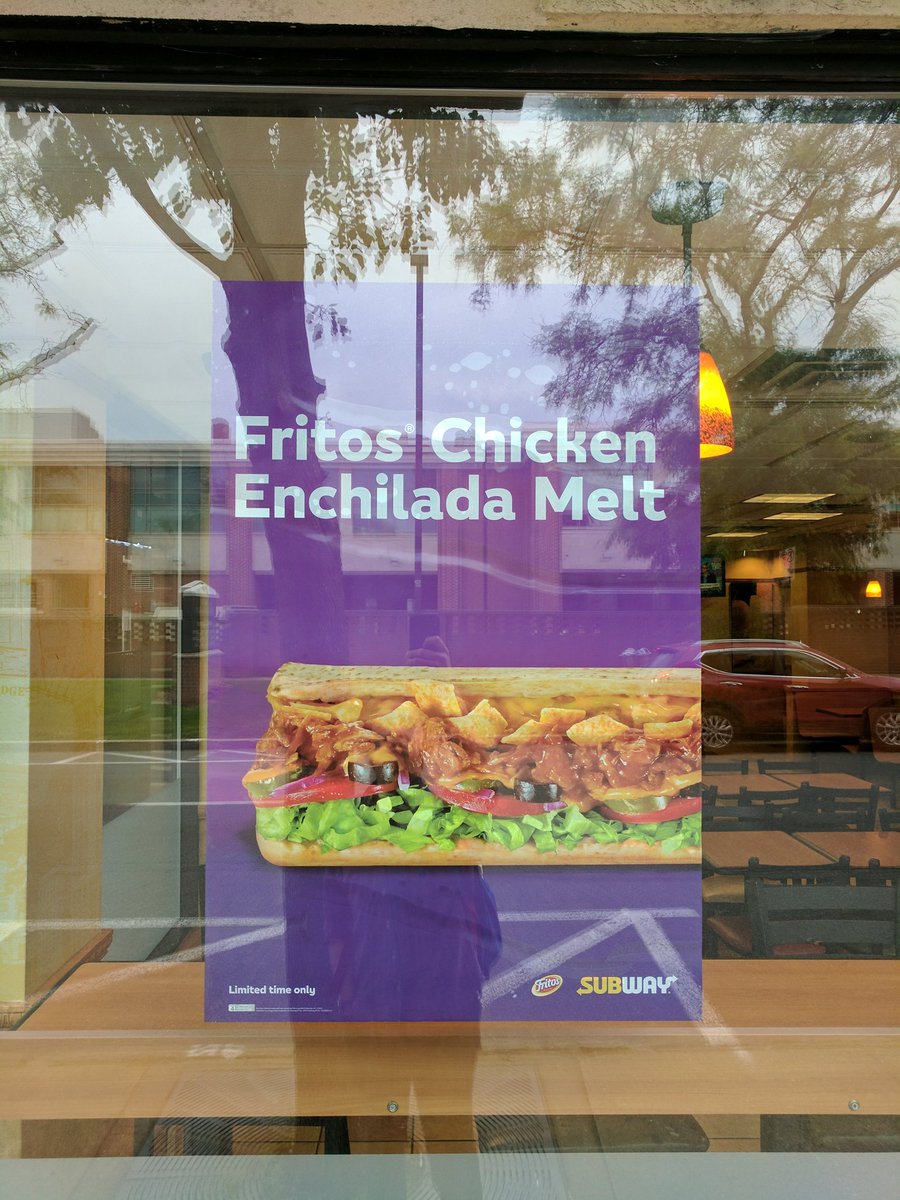 Fritos® Chicken
Enchilada Melt
Limited time only
Fritos
SUBWAY